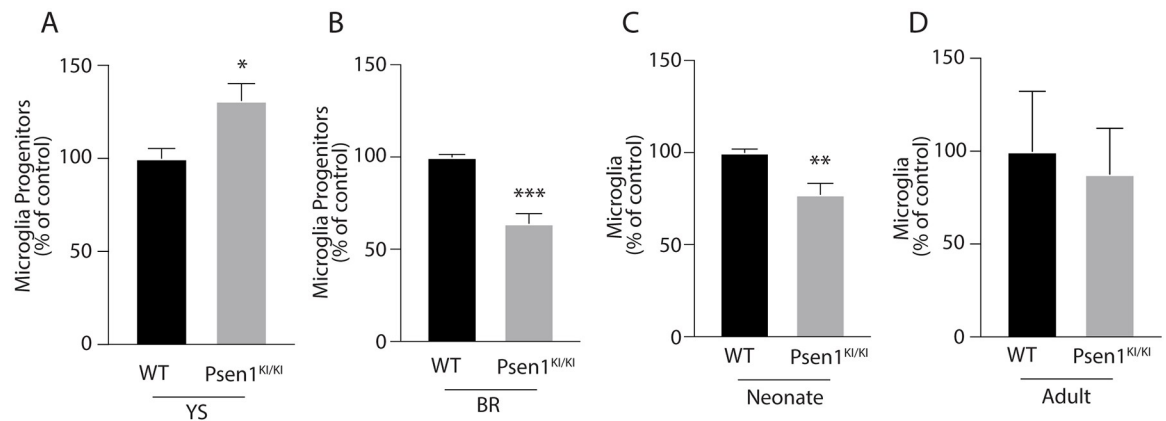 A
Microglia Progenitors
(% of control)
150
100
50
0
*
WT
Psen1KI/KI
YS
B
Microglia Progenitors
(% of control)
150
100
50
0
***
WT
Psen1KI/KI
BR
C
Microglia
(% of control)
150
100
50
0
**
WT
Psen1KI/KI
Neonate
D
Microglia
(% of control)
150
100
50
0
WT
Psen1KI/KI
Adult